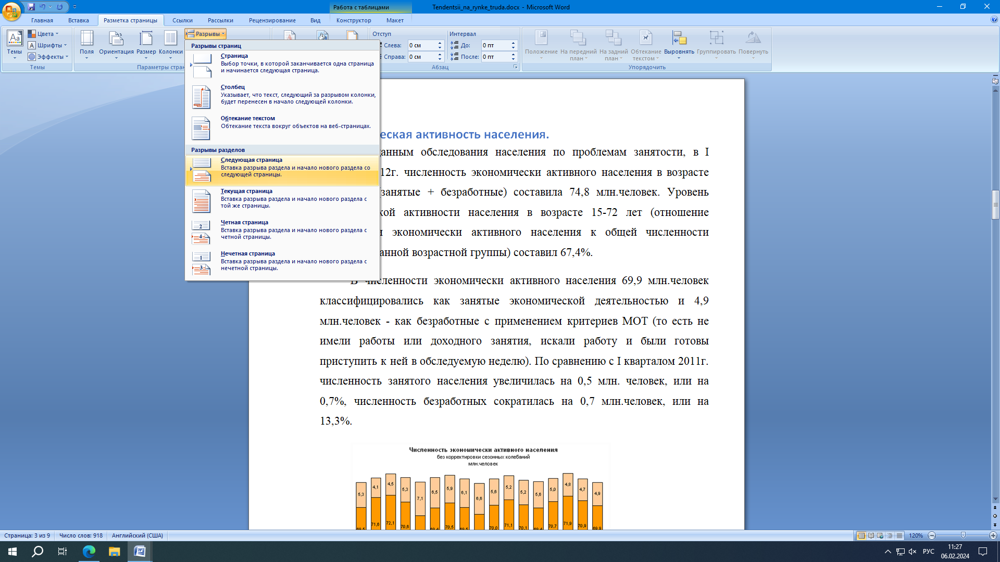 Работа с таблицами
Tendentsii_na_rynke_truda.docx - Microsoft Word
Главная
Вставка
Разметка страницы
Ссылки
Рассылки
Рецензирование
Вид
Конструктор
Макет
Aa
Темы
Цвета
Шрифты
Эффекты
Темы
Поля
Ориентация
Размер
Колонки
Параметры стран
Разрывы
Отступ
Слева: 0 см
Справа: 0 см
Интервал
До: 0 пт
После: 0 пт
Абзац
Положение
На передний план
На задний план
Обтекание текстом
Выровнять
Группировать
Повернуть
Упорядочить
Разрывы страниц
Страница
Выбор точки, в которой заканчивается одна страница
и начинается следующая страница.
Столбец
Указывает, что текст, следующий за разрывом колонки,
будет перенесен в начало следующей колонки.
Обтекание текстом
Обтекание текста вокруг объектов на веб-страницах.
Разрывы разделов
Следующая страница
Вставка разрыва раздела и начало нового раздела со
следующей страницы.
Текущая страница
Вставка разрыва раздела и начало нового раздела с
той же страницы.
Четная страница
Вставка разрыва раздела и начало нового раздела с
четной страницы.
Нечетная страница
Вставка разрыва раздела и начало нового раздела с
нечетной страницы.
еская активность населения.
данным обследования населения по проблемам занятости, в I
12г. численность экономически активного населения в возрасте
(занятые + безработные) составила 74,8 млн.человек. Уровень
кой активности населения в возрасте 15-72 лет (отношение
и экономически активного населения к общей численности
анной возрастной группы) составил 67,4%.
В численности экономически активного населения 69,9 млн.человек
классифицировались как занятые экономической деятельностью и 4,9
млн.человек - как безработные с применением критериев МОТ (то есть не
имели работы или доходного занятия, искали работу и были готовы
приступить к ней в обследуемую неделю). По сравнению с I кварталом 2011г.
численность занятого населения увеличилась на 0,5 млн. человек, или на
0,7%, численность безработных сократилась на 0,7 млн.человек, или на
13,3%.
Численность экономически активного населения
без корректировки сезонных колебаний
млн.человек
5,3 4,1 4,5 5,3 7,1 6,5 5,9 6,1 6,6 5,6 5,2 5,2 5,6 5,0 4,8 4,7 4,9
69,5 71,6 72,1 70,6 69,4 70,5 69,5 70,0 71,1 70,1 69,4 70,7 71,9 70,9 69,9
Страница: 3 из 9
Число слов: 918
Английский (США)
120%
РУС
11:27
06.02.2024